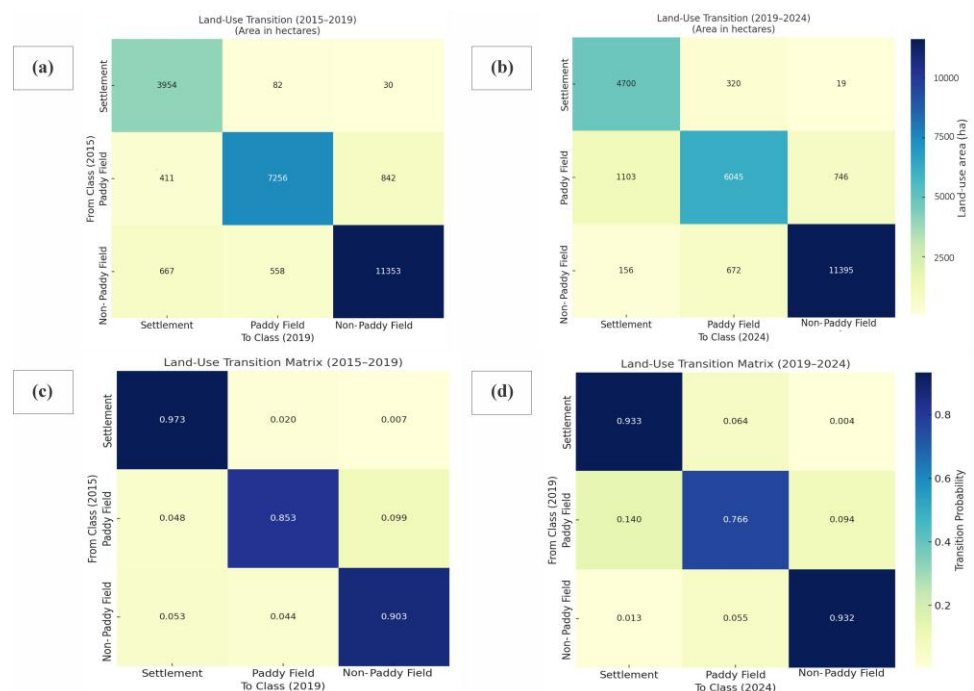 (a)
Land-Use Transition (2015–2019)
(Area in hectares)
Settlement
Paddy Field
Non- Paddy Field
From Class (2015)
3954 82 30
411 7256 842
667 558 11353
Settlement Paddy Field Non-Paddy Field
To Class (2019)
(b)
Land-Use Transition (2019–2024)
(Area in hectares)
Settlement
Paddy Field
Non- Paddy Field
From Class (2015)
4700 320 19
1103 6045 746
156 672 11395
Settlement Paddy Field Non-Paddy Field
To Class (2024)
10000
7500
5000
2500
Land-use area (ha)
(c)
Land-Use Transition Matrix (2015–2019)
Settlement
Paddy Field
Non-Paddy Field
From Class (2015)
0.973 0.020 0.007
0.048 0.853 0.099
0.053 0.044 0.903
Settlement Paddy Field Non-Paddy Field
To Class (2019)
(d)
Land-Use Transition Matrix (2019–2024)
Settlement
Paddy Field
Non-Paddy Field
From Class (2019)
0.933 0.064 0.004
0.140 0.766 0.094
0.013 0.055 0.932
Settlement Paddy Field Non-Paddy Field
To Class (2024)
0.8
0.6
0.4
0.2
Transition Probability